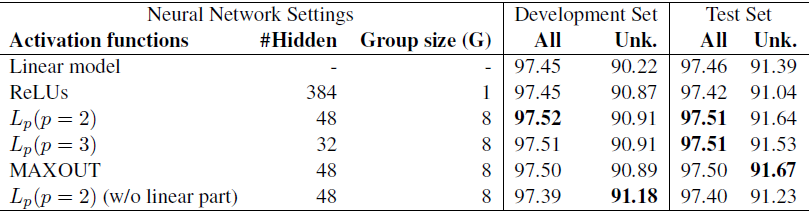 Neural Network Settings Development Set Test Set
Activation functions #Hidden Group size (G) All Unk. All Unk.
Linear model - - 97.45 90.22 97.46 91.39
ReLUs 384 1 97.45 90.87 97.42 91.04
Lp(p = 2) 48 8 97.52 90.91 97.51 91.64
Lp(p = 3) 32 8 97.51 90.91 97.51 91.53
MAXOUT 48 8 97.50 90.89 97.50 91.67
Lp(p = 2) (w/o linear part) 48 8 97.39 91.18 97.40 91.23